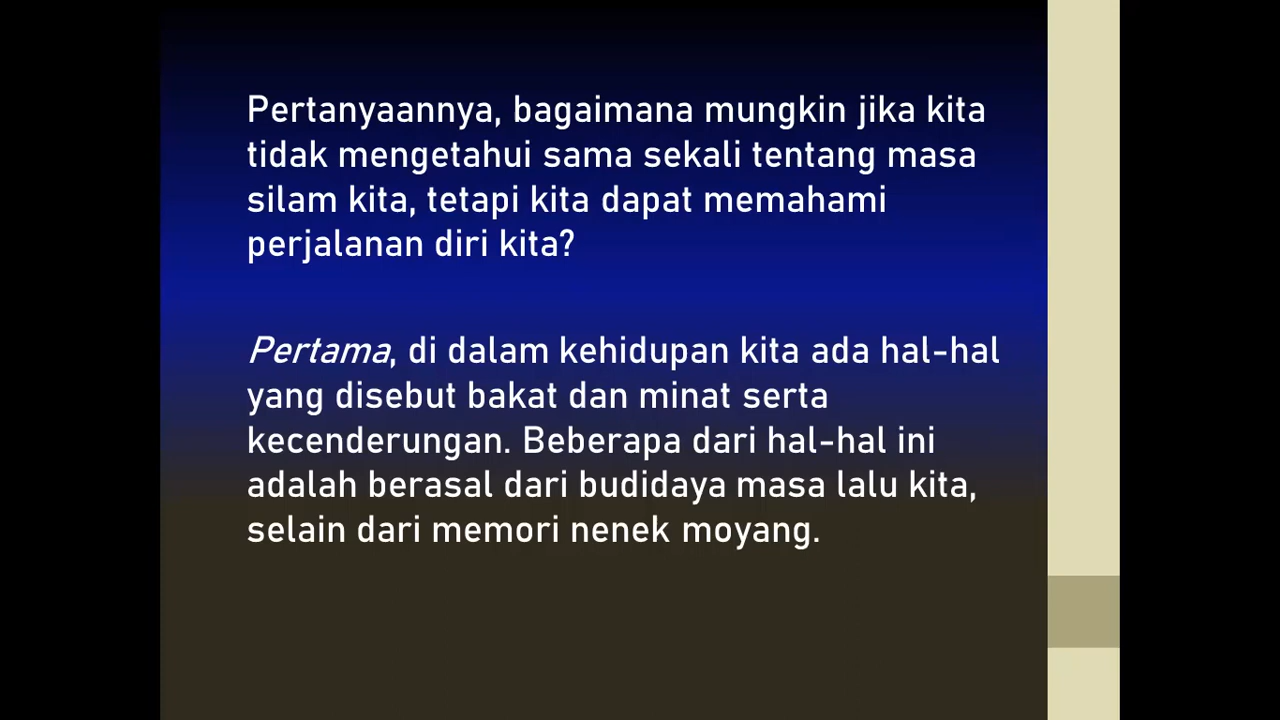 Pertanyaannya, bagaimana mungkin jika kita
tidak mengetahui sama sekali tentang masa
silam kita, tetapi kita dapat memahami
perjalanan diri kita?
Pertama, di dalam kehidupan kita ada hal-hal
yang disebut bakat dan minat serta
kecenderungan. Beberapa dari hal-hal ini
adalah berasal dari budidaya masa lalu kita,
selain dari memori nenek moyang.